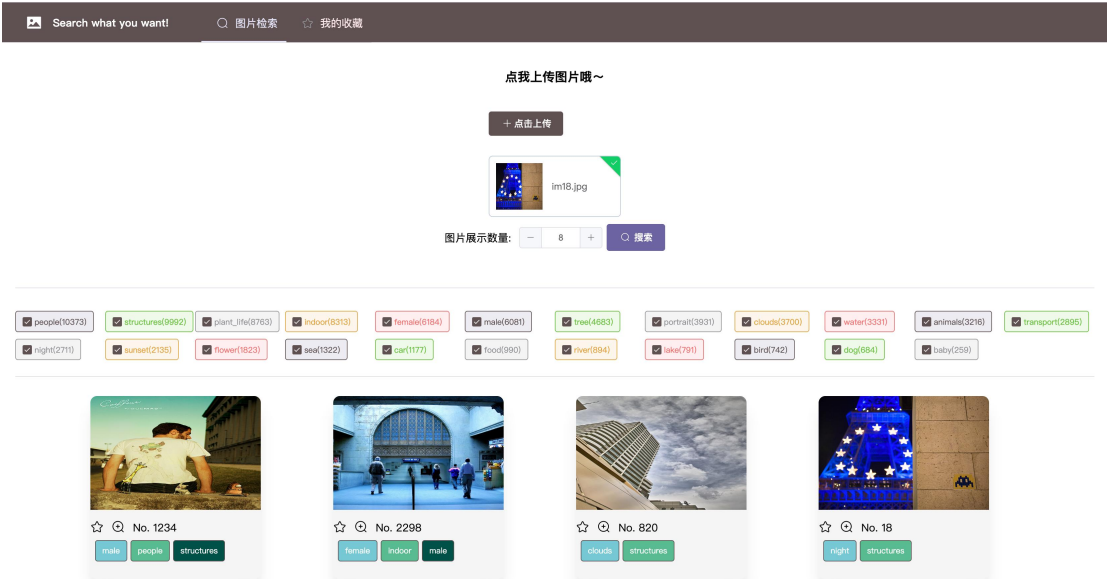 Search what you want!
图片检索
我的收藏
点我上传图片哦～
+ 点击上传
im18.jpg
图片展示数量:
− 8 +
搜索
people(10373)
structures(9992)
plant_life(8763)
indoor(8313)
female(6184)
male(6081)
tree(4683)
portrait(3931)
clouds(3700)
water(3331)
animals(3216)
transport(2895)
night(2711)
sunset(2135)
flower(1823)
sea(1322)
car(1177)
food(990)
river(894)
lake(791)
bird(742)
dog(684)
baby(259)
No. 1234
male
people
structures
No. 2298
female
indoor
male
No. 820
clouds
structures
No. 18
night
structures